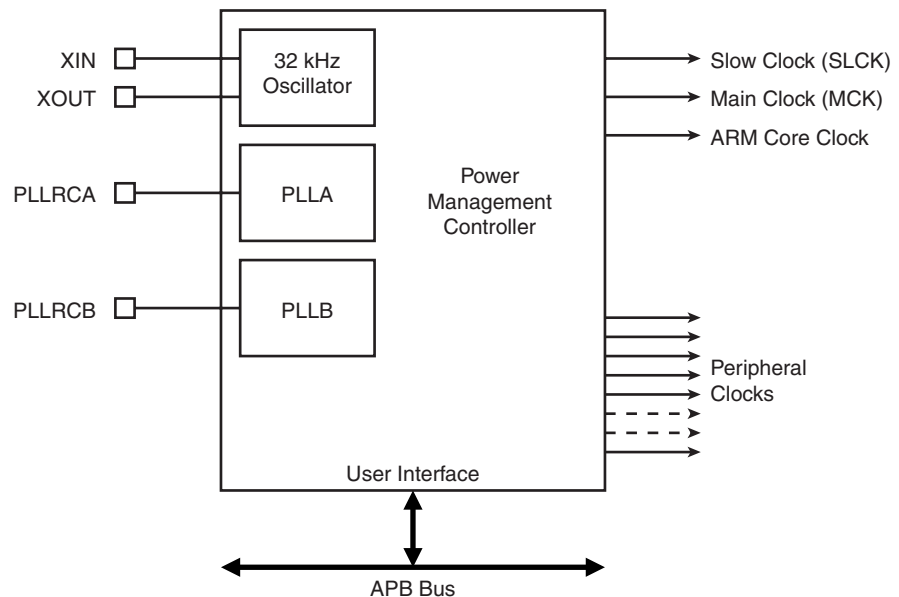 XIN
XOUT
PLLRCA
PLLRCB
32 kHz
Oscillator
PLLA
PLLB
Power
Management
Controller
User Interface
Slow Clock (SLCK)
Main Clock (MCK)
ARM Core Clock
Peripheral
Clocks
APB Bus